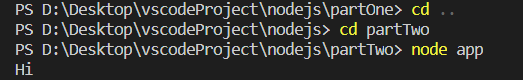 PS D:\Desktop\vscodeProject\nodejs\partOne> cd ..
PS D:\Desktop\vscodeProject\nodejs> cd partTwo
PS D:\Desktop\vscodeProject\nodejs\partTwo> node app
Hi